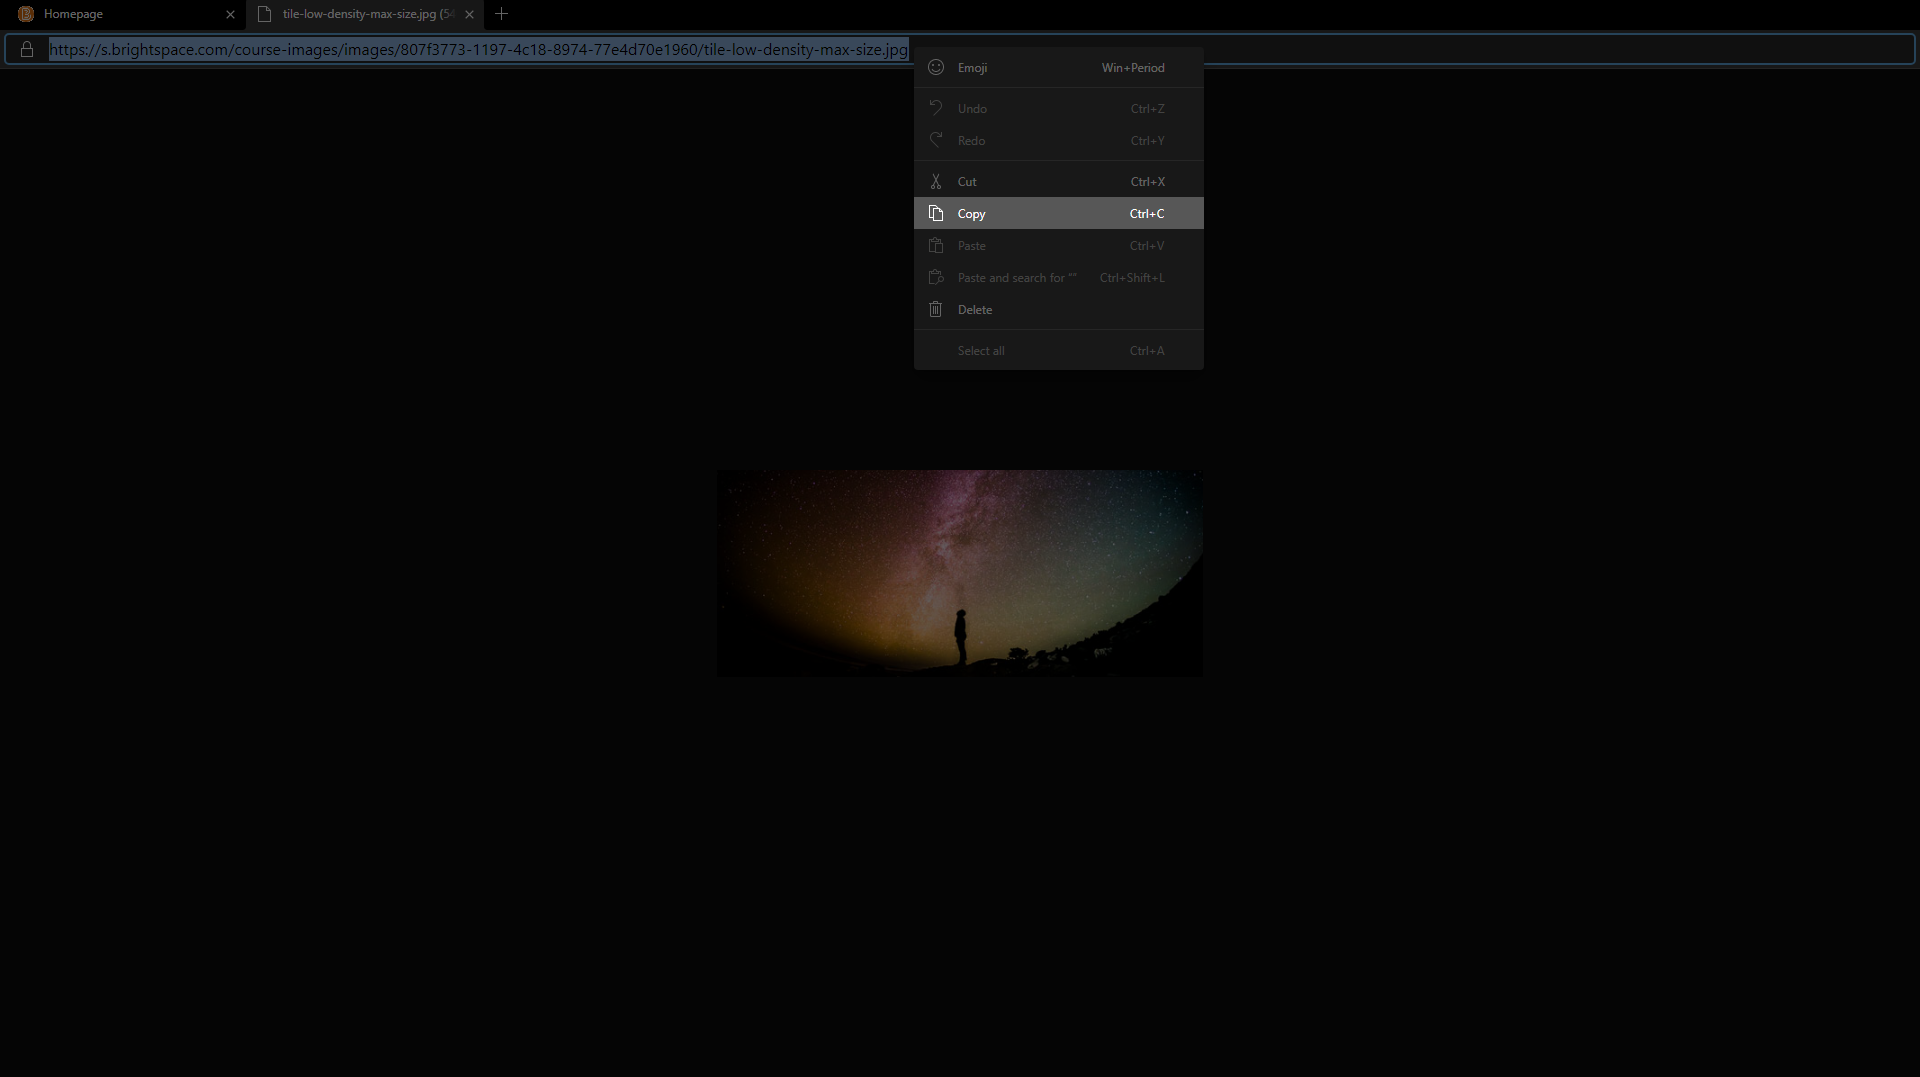 Homepage
tile-low-density-max-size.jpg (54
https://s.brightspace.com/course-images/images/807f3773-1197-4c18-8974-77e4d70e1960/tile-low-density-max-size.jpg
Emoji Win+Period
Undo Ctrl+Z
Redo Ctrl+Y
Cut Ctrl+X
Copy Ctrl+C
Paste Ctrl+V
Paste and search for "" Ctrl+Shift+L
Delete
Select all Ctrl+A